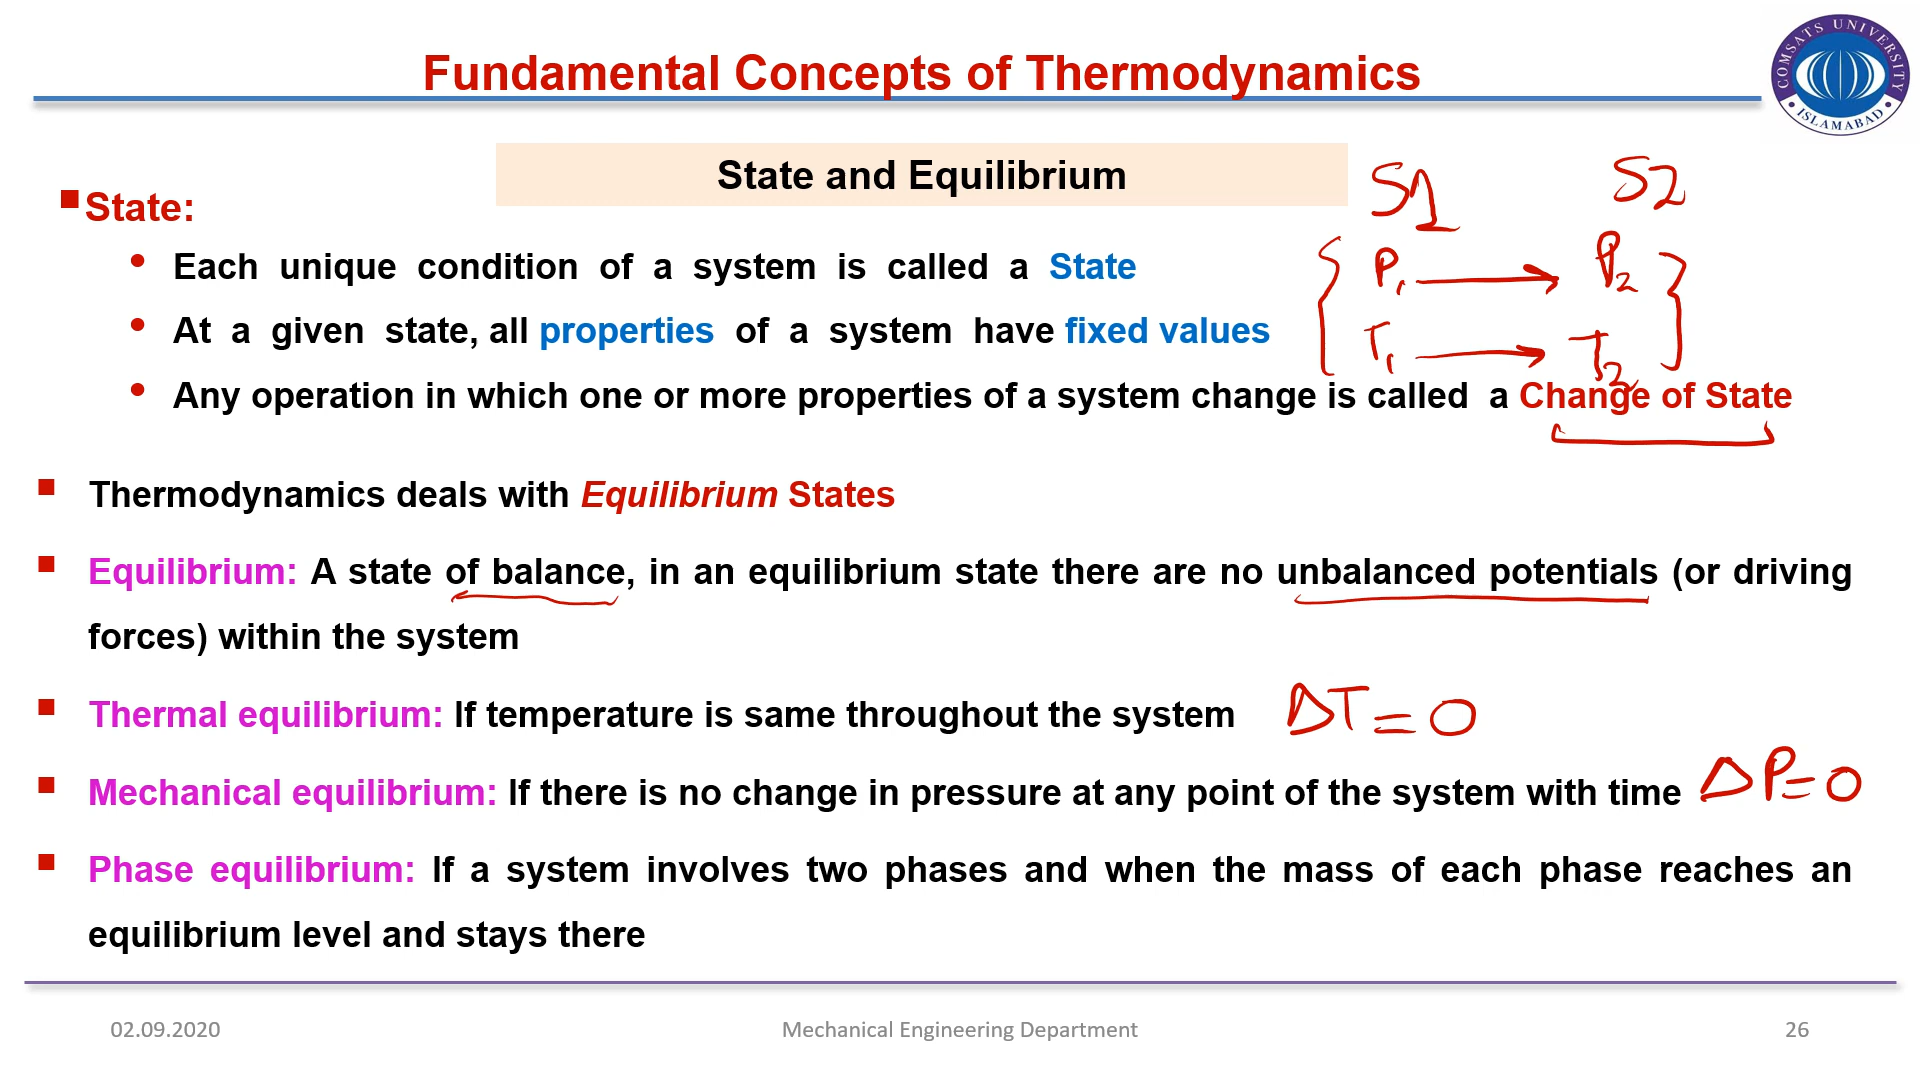 Fundamental Concepts of Thermodynamics
COMSATS UNIVERSITY
ISLAMABAD
State and Equilibrium
S1 S2
State:
Each unique condition of a system is called a State
P1 → P2
At a given state, all properties of a system have fixed values
T1 → T2
Any operation in which one or more properties of a system change is called a Change of State
Thermodynamics deals with Equilibrium States
Equilibrium: A state of balance, in an equilibrium state there are no unbalanced potentials (or driving
forces) within the system
Thermal equilibrium: If temperature is same throughout the system ΔT = 0
Mechanical equilibrium: If there is no change in pressure at any point of the system with time ΔP = 0
Phase equilibrium: If a system involves two phases and when the mass of each phase reaches an
equilibrium level and stays there
02.09.2020 Mechanical Engineering Department 26